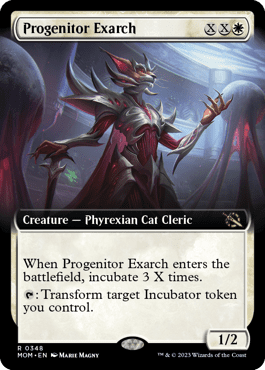 Progenitor Exarch XXW
Creature — Phyrexian Cat Cleric
When Progenitor Exarch enters the
battlefield, incubate 3 X times.
: Transform target Incubator token
you control.
1/2
R 0348
MOM • EN Marie Magny
™ & © 2023 Wizards of the Coast